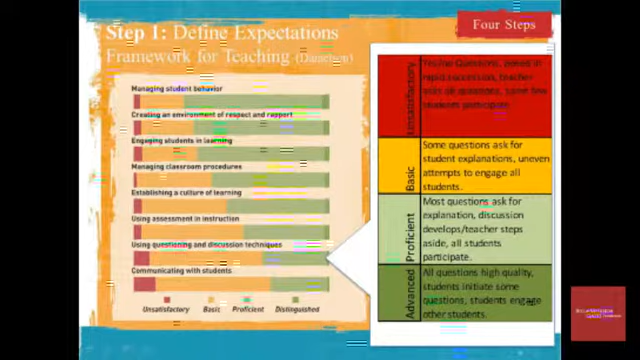 Four Steps
Step 1: Define Expectations
Framework for Teaching (Danielson)
Managing student behavior
Creating an environment of respect and rapport
Engaging students in learning
Managing classroom procedures
Establishing a culture of learning
Using assessment in instruction
Using questioning and discussion techniques
Communicating with students
Unsatisfactory Basic Proficient Distinguished
Unsatisfactory
Yes/no Questions, posed in
rapid succession, teacher
asks all questions, same few
students participate.
Basic
Some questions ask for
student explanations, uneven
attempts to engage all
students.
Proficient
Most questions ask for
explanation, discussion
develops/teacher steps
aside, all students
participate.
Advanced
All questions high quality,
students initiate some
questions, students engage
other students.